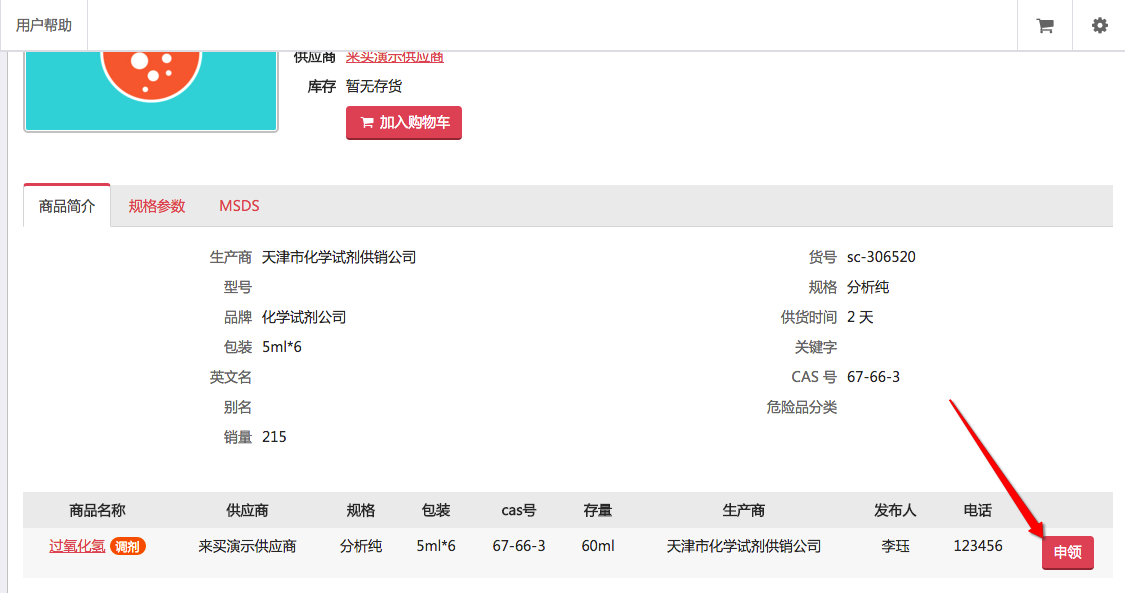 用户帮助
供应商 来买演示供应商
库存 暂无存货
加入购物车
商品简介 规格参数 MSDS
生产商 天津市化学试剂供销公司 货号 sc-306520
型号 规格 分析纯
品牌 化学试剂公司 供货时间 2 天
包装 5ml*6 关键字
英文名 CAS 号 67-66-3
别名 危险品分类
销量 215
商品名称 供应商 规格 包装 cas号 存量 生产商 发布人 电话
过氧化氢 调剂 来买演示供应商 分析纯 5ml*6 67-66-3 60ml 天津市化学试剂供销公司 李珏 123456 申领